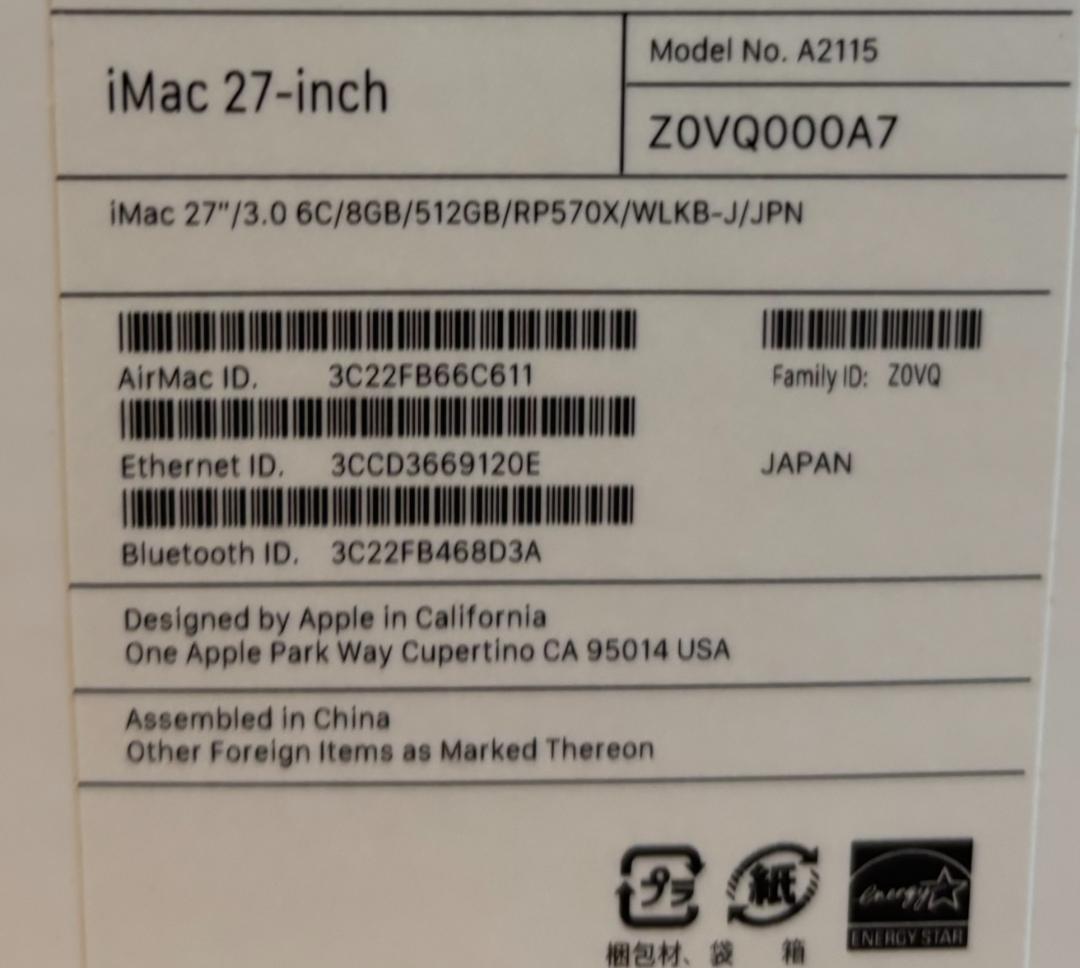 iMac 27-inch
Model No. A2115
Z0VQ000A7
iMac 27"/3.0 6C/8GB/512GB/RP570X/WLKB-J/JPN
AirMac ID. 3C22FB66C611
Family ID: Z0VQ
Ethernet ID. 3CCD3669120E
JAPAN
Bluetooth ID. 3C22FB468D3A
Designed by Apple in California
One Apple Park Way Cupertino CA 95014 USA
Assembled in China
Other Foreign Items as Marked Thereon
プラ 紙 energy
ENERGY STAR
梱包材、袋 箱